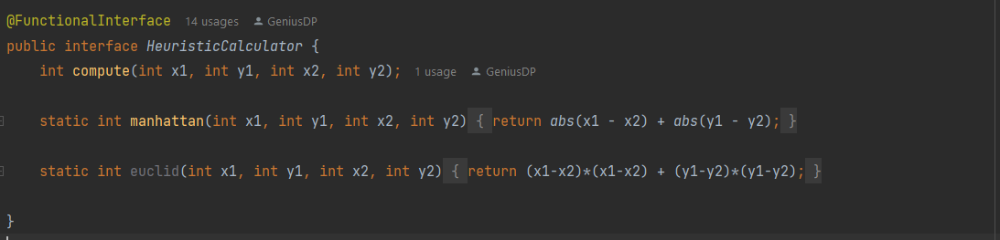 @FunctionalInterface 14 usages GeniusDP
public interface HeuristicCalculator {
int compute(int x1, int y1, int x2, int y2); 1 usage GeniusDP
static int manhattan(int x1, int y1, int x2, int y2) { return abs(x1 - x2) + abs(y1 - y2); }
static int euclid(int x1, int y1, int x2, int y2) { return (x1-x2)*(x1-x2) + (y1-y2)*(y1-y2); }
}